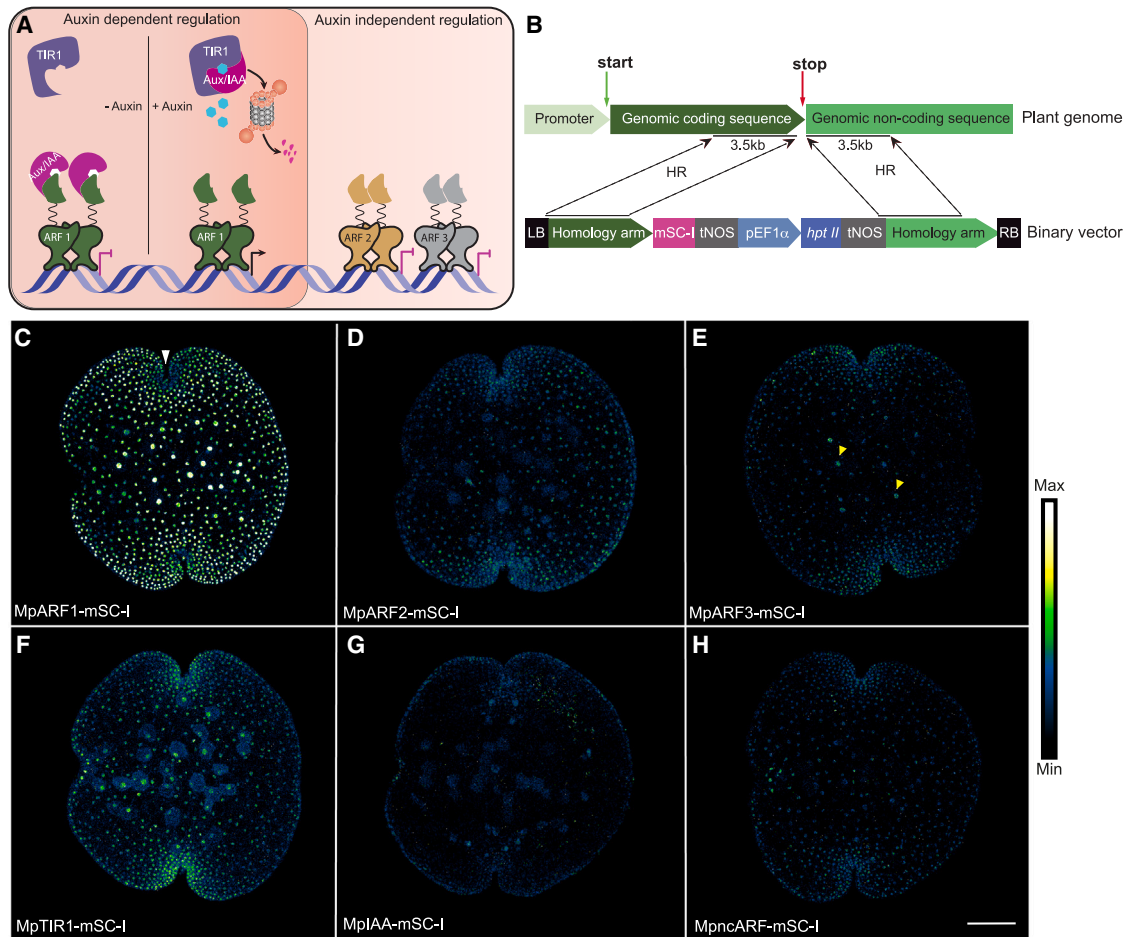 A
Auxin dependent regulation
Auxin independent regulation
TIR1
TIR1
Aux/IAA
- Auxin
+ Auxin
Aux/IAA
ARF 1
ARF 1
ARF 2
ARF 3
B
start
stop
Promoter
Genomic coding sequence
Genomic non-coding sequence
Plant genome
3.5kb
3.5kb
HR
HR
LB
Homology arm
mSC-I
tNOS
pEF1α
hpt II
tNOS
Homology arm
RB
Binary vector
C
MpARF1-mSC-I
D
MpARF2-mSC-I
E
MpARF3-mSC-I
F
MpTIR1-mSC-I
G
MpIAA-mSC-I
H
MpncARF-mSC-I
Max
Min